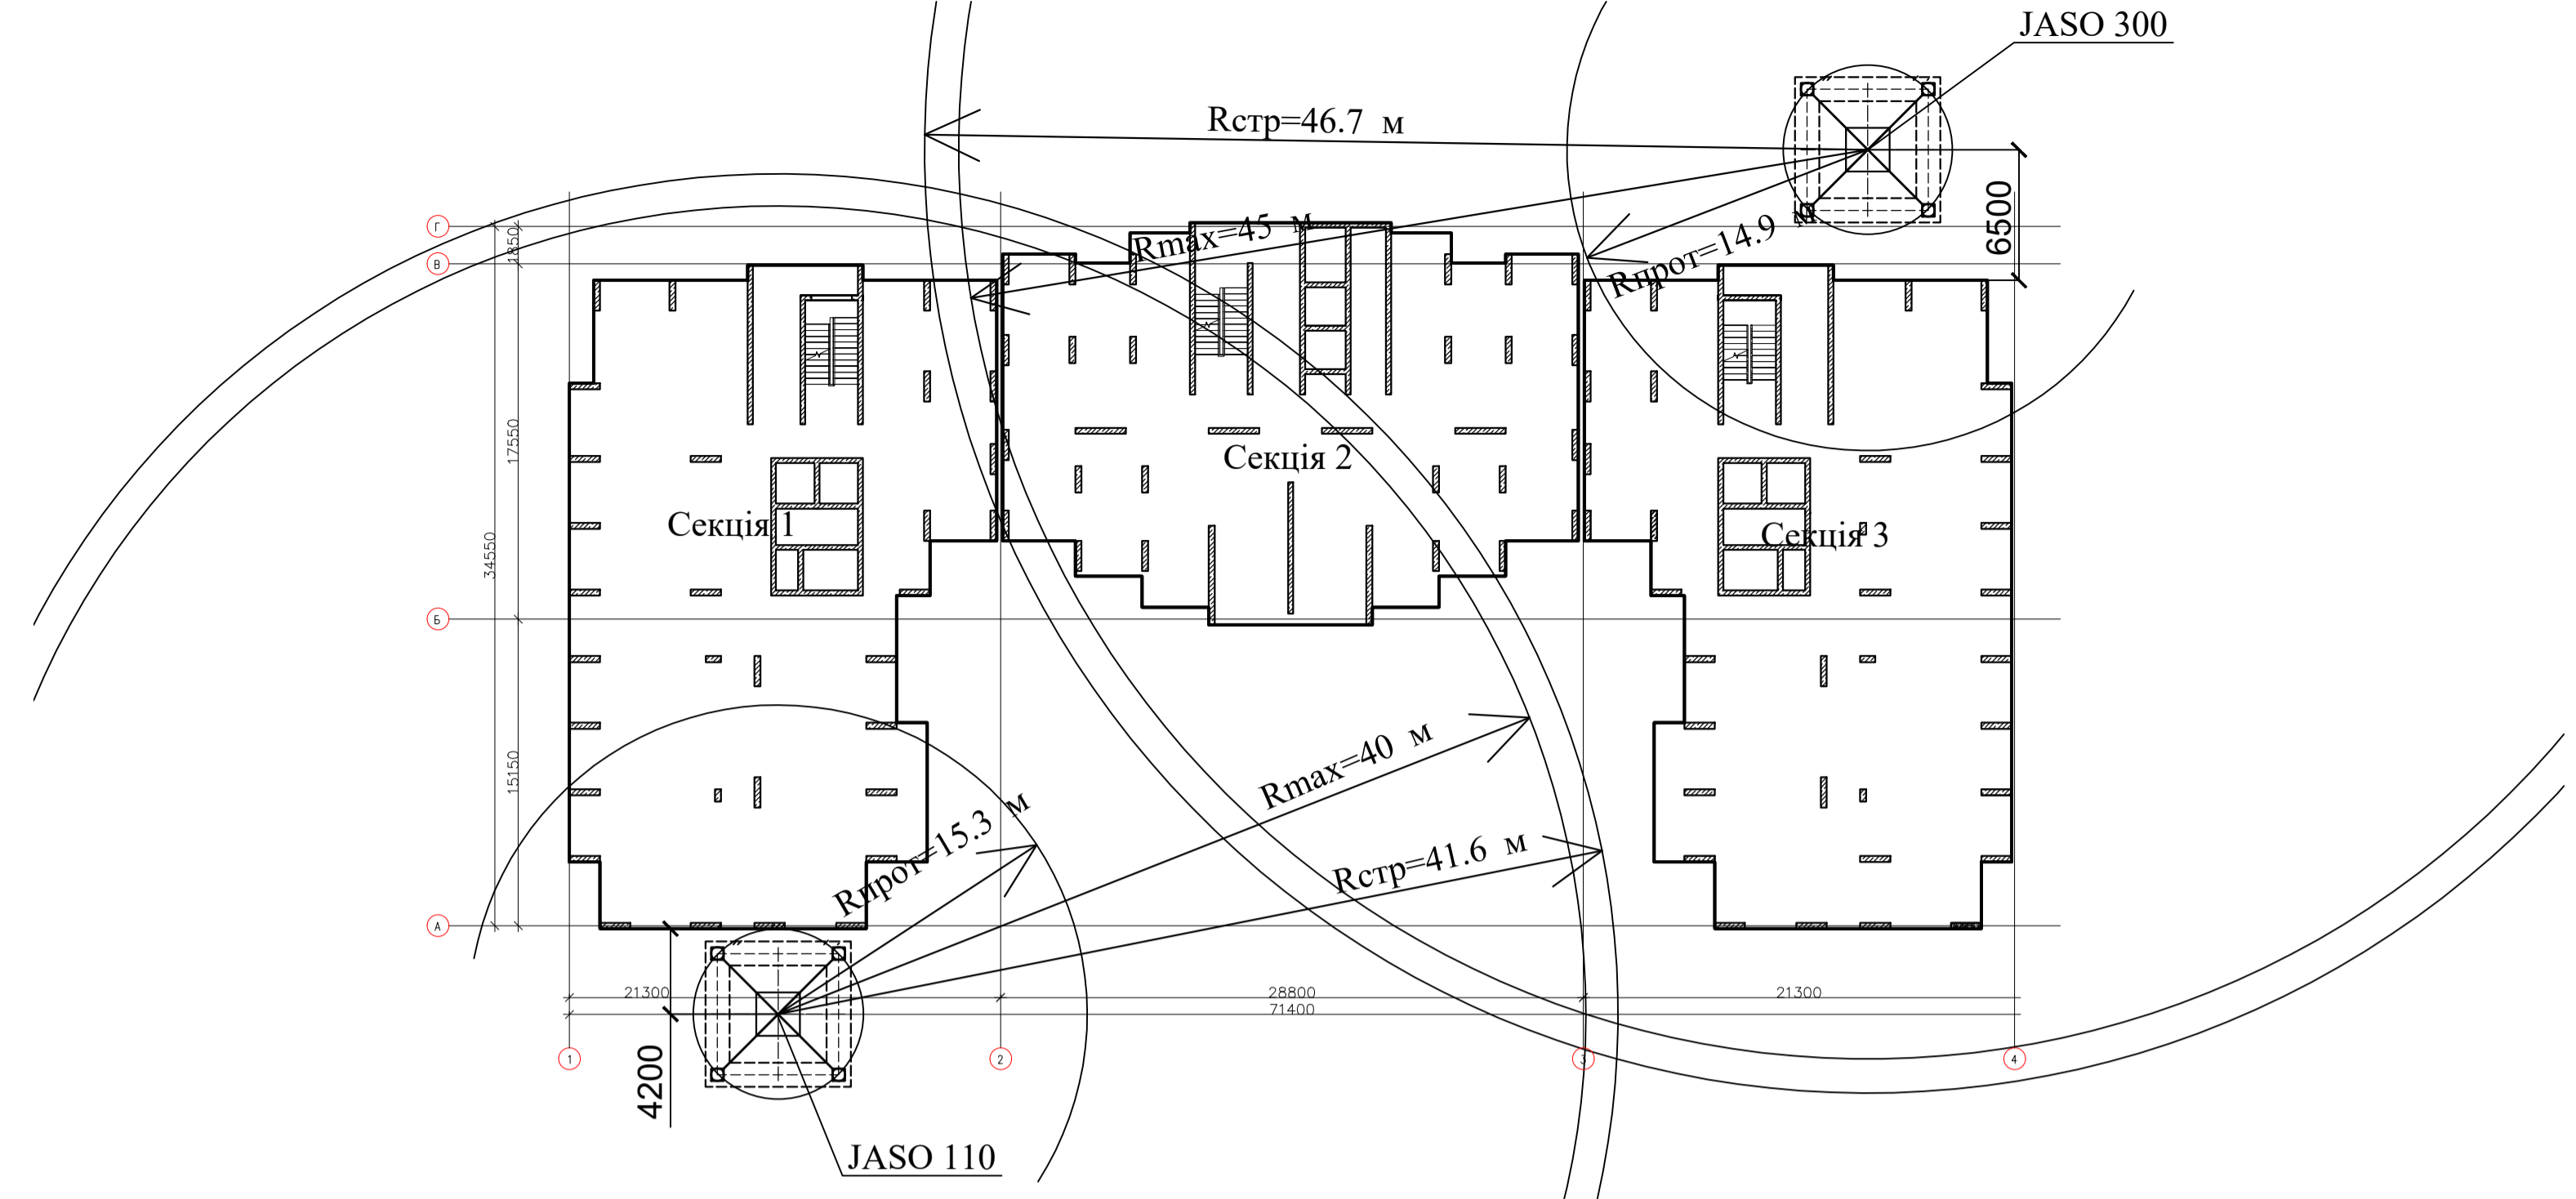 JASO 300
Rстр=46.7 м
6500
Rmax=45 м
Rпрот=14.9 м
Г
В
1850
17550
34550
15150
Б
А
Секція 1
Секція 2
Секція 3
Rmax=40 м
Rпрот=15.3 м
Rстр=41.6 м
21300
28800
21300
71400
4200
1
2
3
4
JASO 110